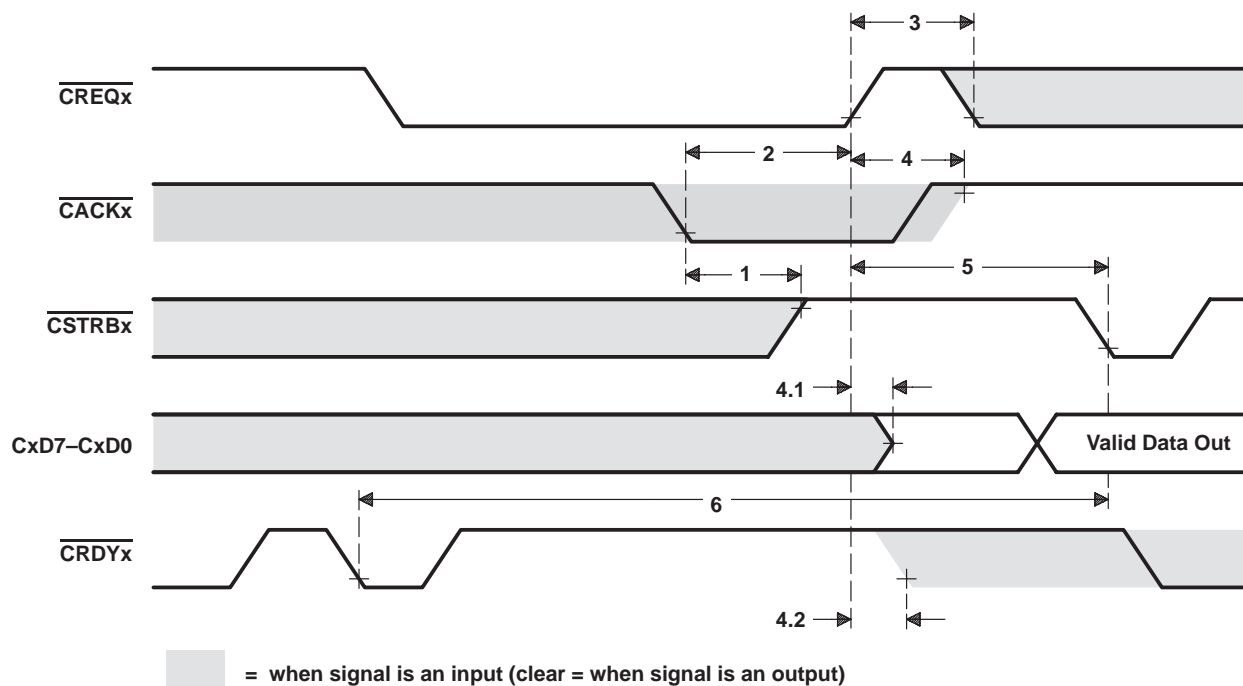 3
CREQx
2
4
CACKx
1
5
CSTRBx
4.1
CxD7–CxD0
Valid Data Out
6
CRDYx
4.2
= when signal is an input (clear = when signal is an output)